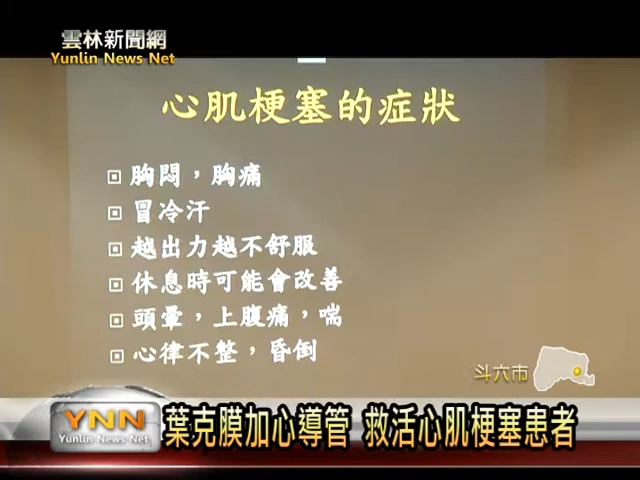 雲林新聞網
Yunlin News Net
心肌梗塞的症狀
胸悶，胸痛
冒冷汗
越出力越不舒服
休息時可能會改善
頭暈，上腹痛，喘
心律不整，昏倒
斗六市
YNN
Yunlin News Net
葉克膜加心導管 救活心肌梗塞患者